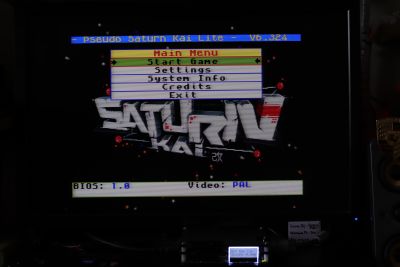 - Pseudo Saturn Kai Lite - V6.324
Main Menu
Start Game
Settings
System Info
Credits
Exit
SATURN
KAI 改
BIOS: 1.0 Video: PAL